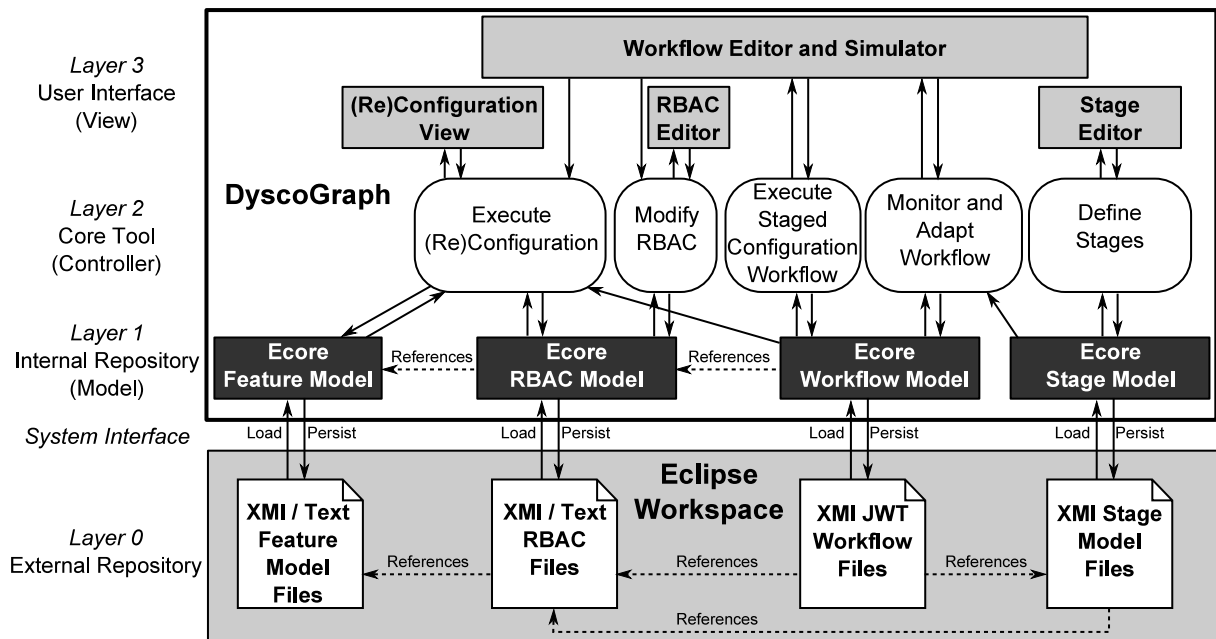 Layer 3
User Interface
(View)
Workflow Editor and Simulator
(Re)Configuration
View
RBAC
Editor
Stage
Editor
DyscoGraph
Layer 2
Core Tool
(Controller)
Execute
(Re)Configuration
Modify
RBAC
Execute
Staged
Configuration
Workflow
Monitor and
Adapt
Workflow
Define
Stages
Layer 1
Internal Repository
(Model)
Ecore
Feature Model
References
Ecore
RBAC Model
References
Ecore
Workflow Model
Ecore
Stage Model
System Interface
Load
Persist
Load
Persist
Load
Persist
Load
Persist
Eclipse
Workspace
Layer 0
External Repository
XMI / Text
Feature
Model
Files
References
XMI / Text
RBAC
Files
References
XMI JWT
Workflow
Files
References
XMI Stage
Model
Files
References